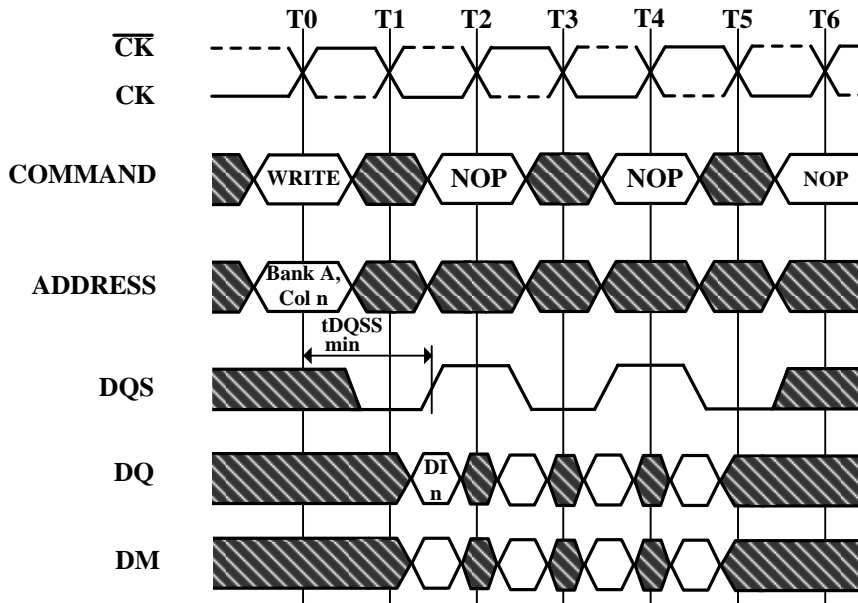 T0 T1 T2 T3 T4 T5 T6
CK
CK
COMMAND WRITE NOP NOP NOP
ADDRESS Bank A,
Col n
tDQSS
min
DQS
DQ DI
n
DM